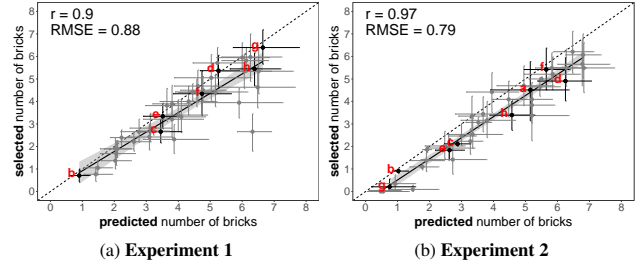 r = 0.9
RMSE = 0.88
selected number of bricks
8
7
6
5
4
3
2
1
0
g
d
h
f
e
c
b
0 1 2 3 4 5 6 7 8
predicted number of bricks
(a) Experiment 1
r = 0.97
RMSE = 0.79
selected number of bricks
8
7
6
5
4
3
2
1
0
f
d
a
h
c
e
b
g
0 1 2 3 4 5 6 7 8
predicted number of bricks
(b) Experiment 2